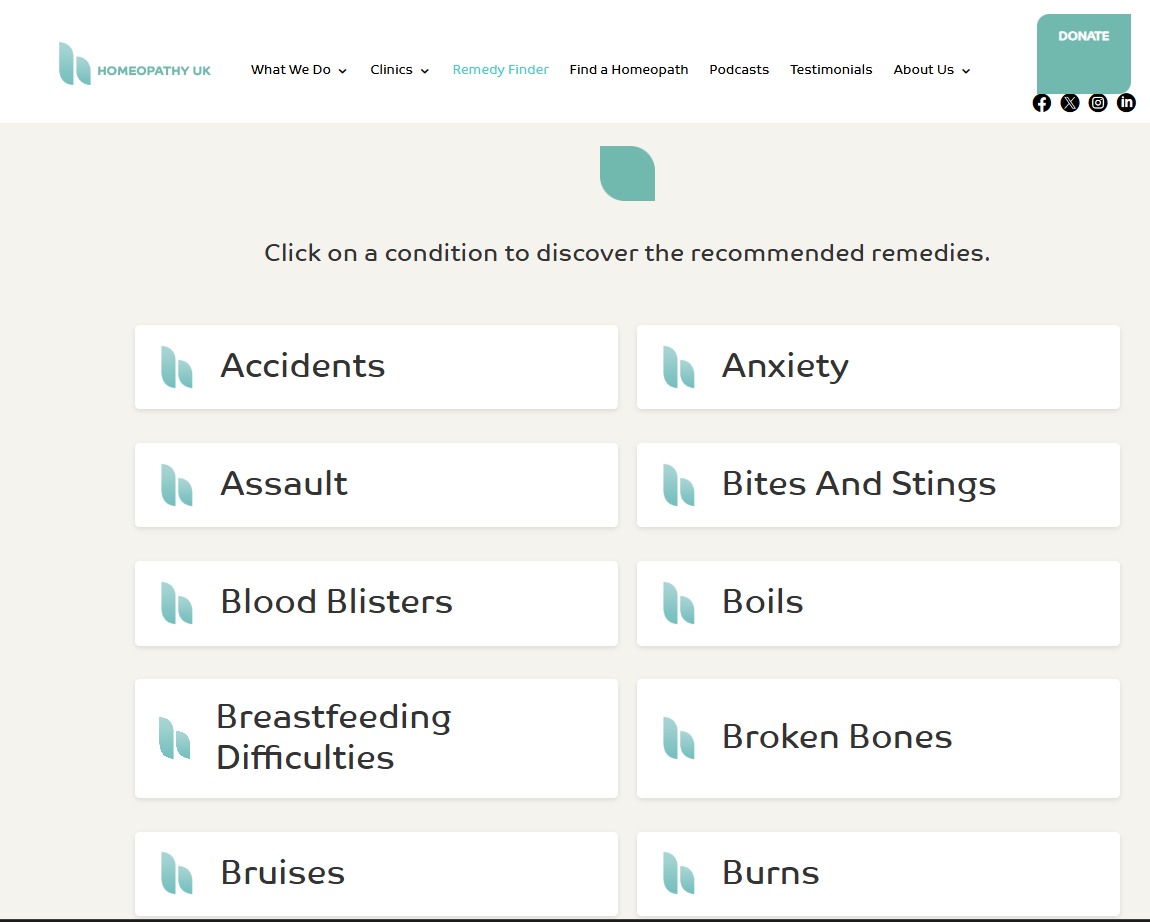 HOMEOPATHY UK
What We Do
Clinics
Remedy Finder
Find a Homeopath
Podcasts
Testimonials
About Us
DONATE
Click on a condition to discover the recommended remedies.
Accidents
Anxiety
Assault
Bites And Stings
Blood Blisters
Boils
Breastfeeding
Difficulties
Broken Bones
Bruises
Burns